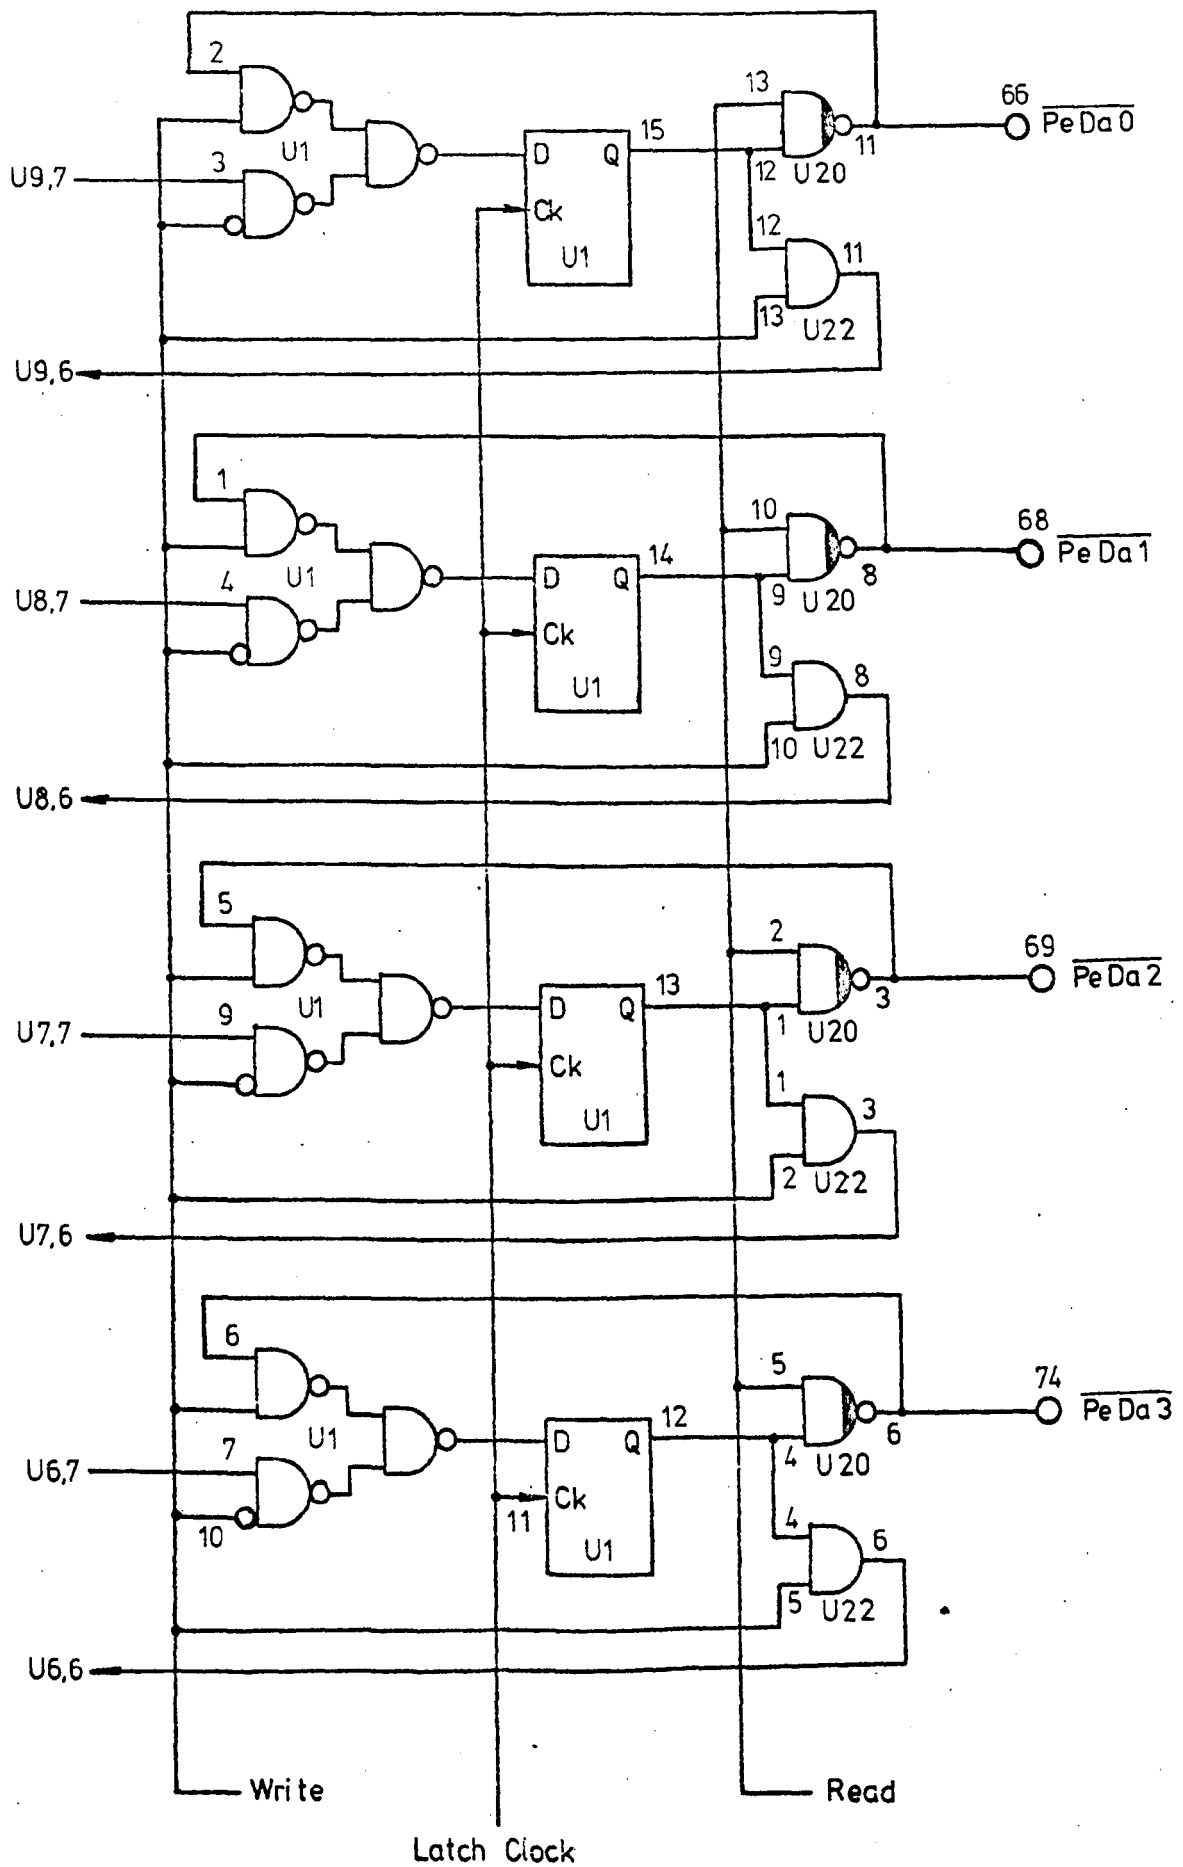 2
13
66
15
PeDa0
D Q
U1
11
3
12
U20
U9,7
Ck
12
11
U1
13
U22
U9,6
1
10
68
14
PeDa1
D Q
U1
8
4
9
U20
U8,7
Ck
9
8
U1
10
U22
U8,6
5
2
69
13
PeDa2
D Q
U1
3
9
1
U20
U7,7
Ck
1
3
U1
2
U22
U7,6
6
5
74
12
PeDa3
D Q
U1
6
7
4
U20
U6,7
Ck
10
11
4
6
U1
5
U22
U6,6
Write
Read
Latch Clock